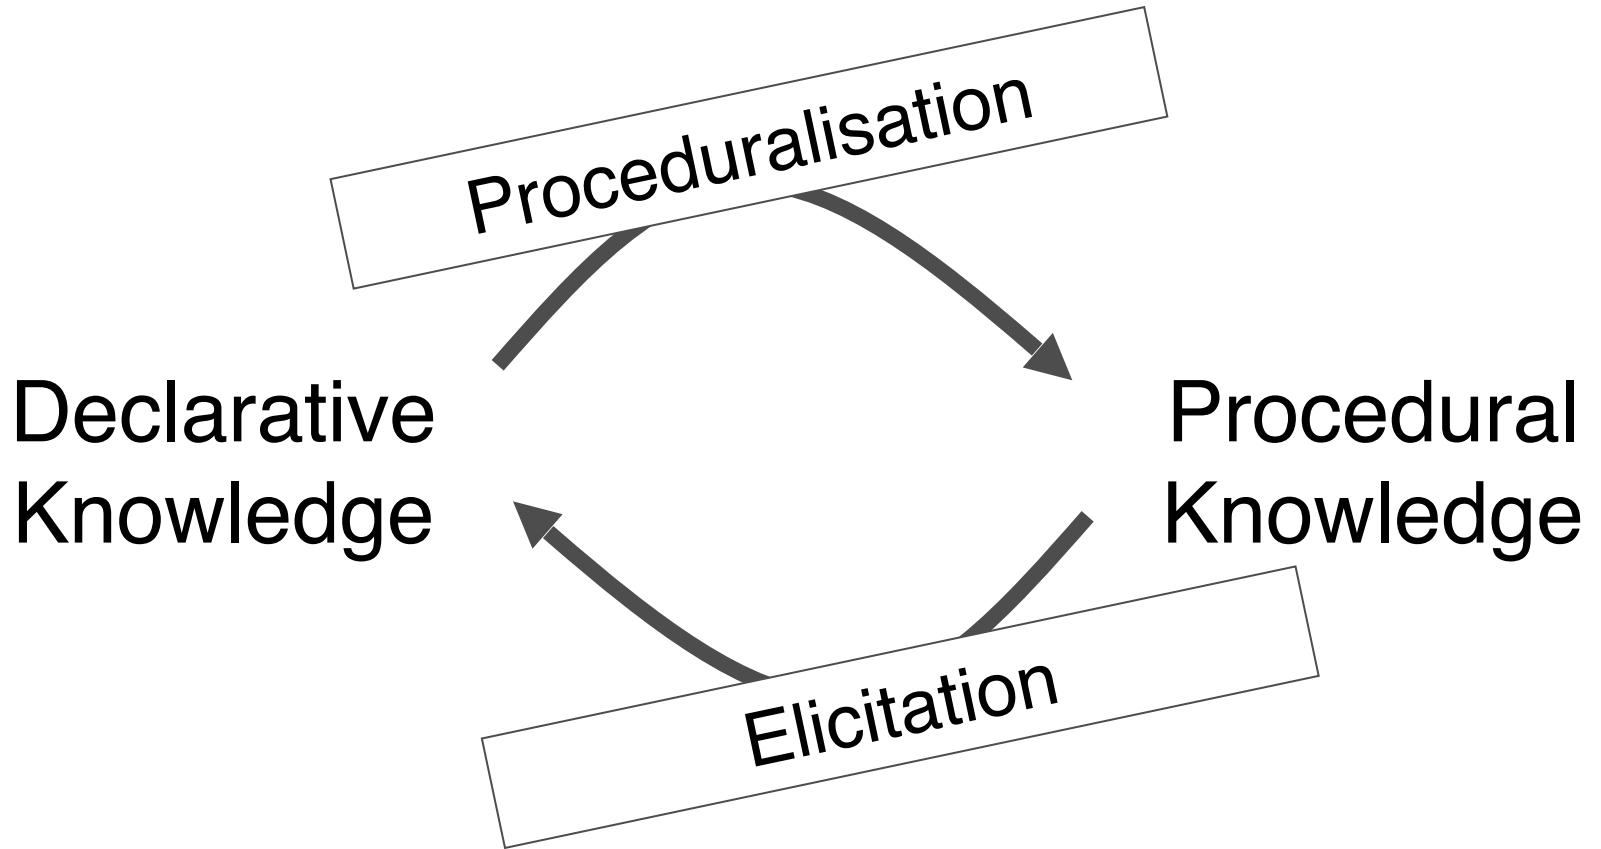 Proceduralisation
Declarative
Knowledge
Procedural
Knowledge
Elicitation